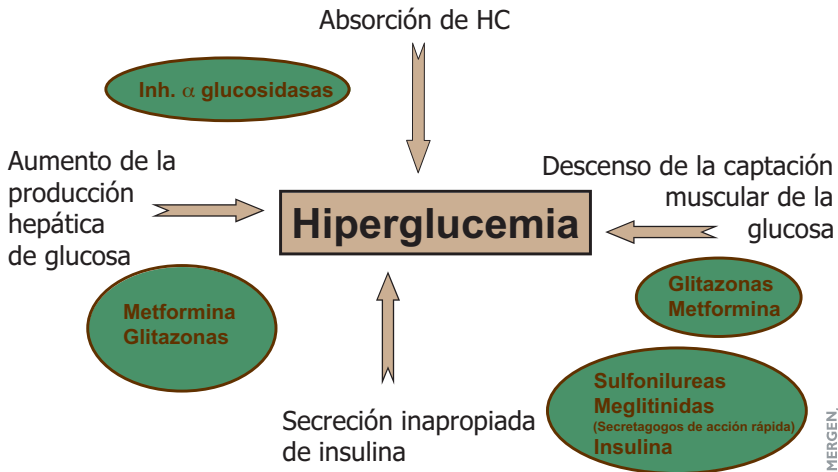 Absorción de HC
Inh. α glucosidasas
Aumento de la
producción
hepática
de glucosa
Descenso de la captación
muscular de la
glucosa
Hiperglucemia
Metformina
Glitazonas
Glitazonas
Metformina
Secreción inapropiada
de insulina
Sulfonilureas
Meglitinidas
(Secretagogos de acción rápida)
Insulina
MERGEN.